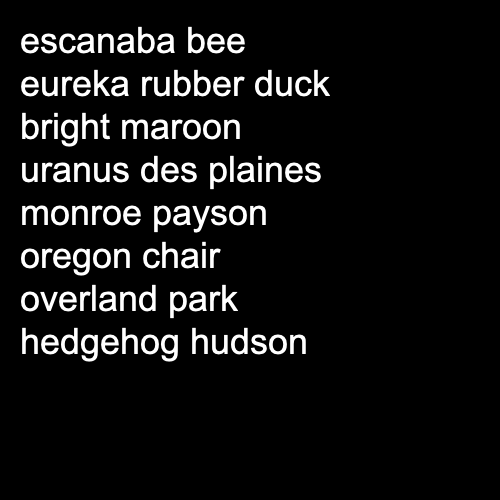 escanaba bee
eureka rubber duck
bright maroon
uranus des plaines
monroe payson
oregon chair
overland park
hedgehog hudson